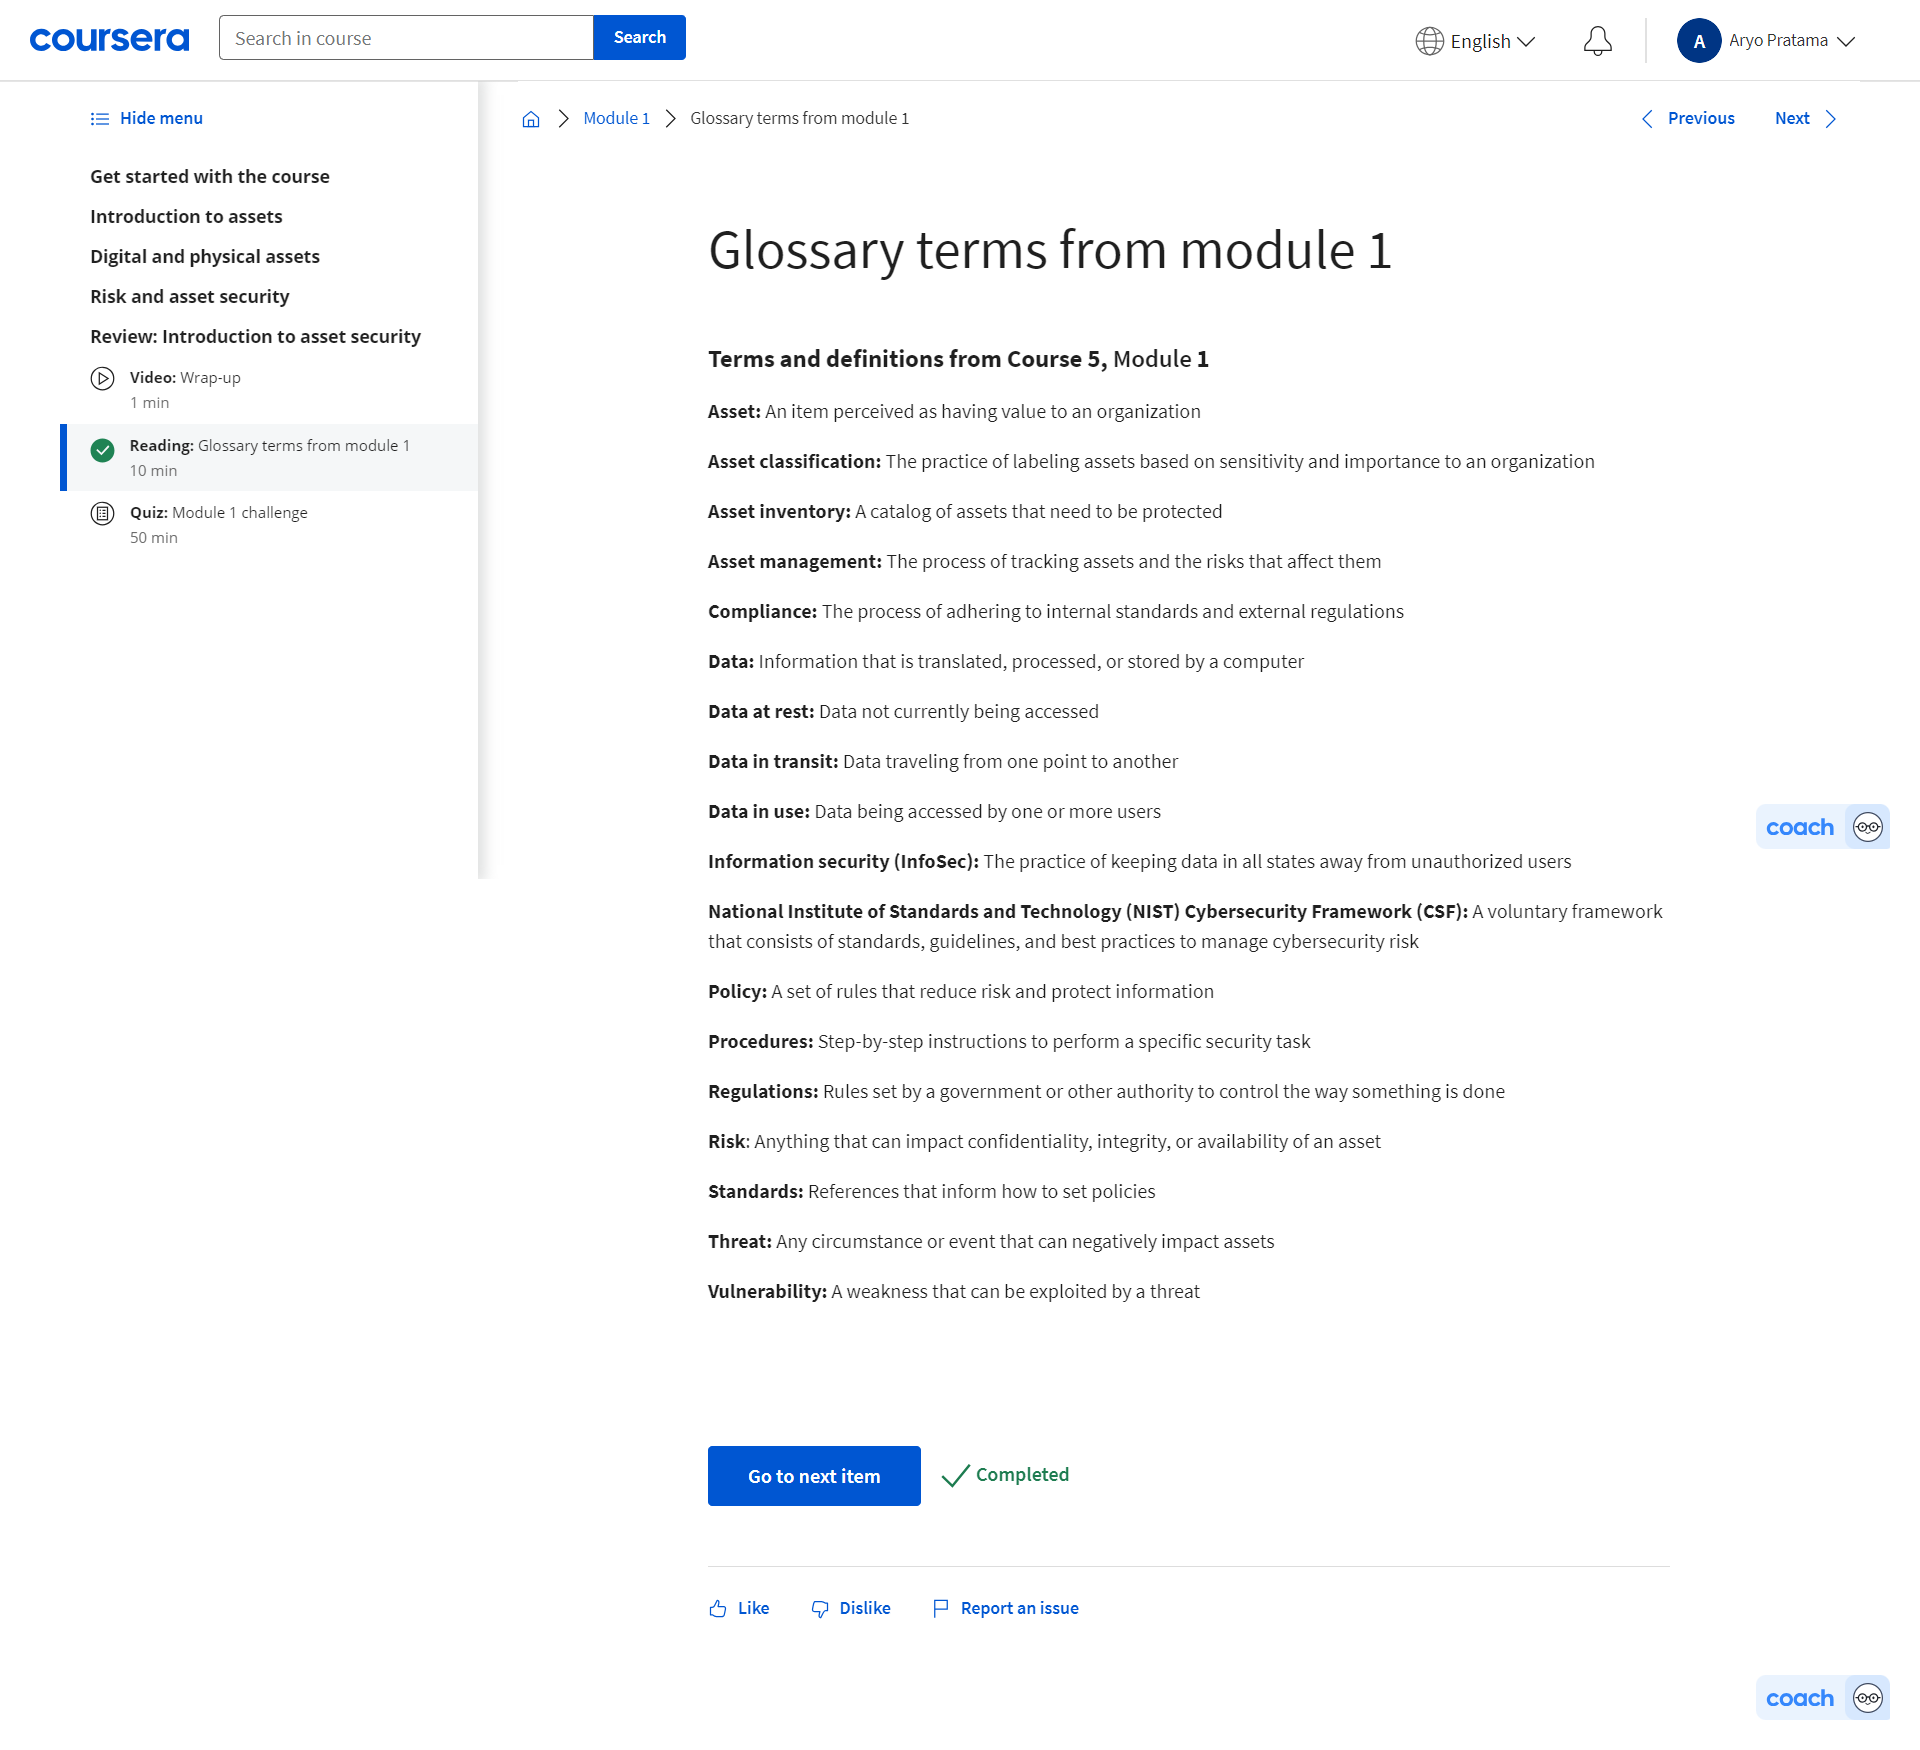 coursera
Search in course
Search
English
A
Aryo Pratama
Hide menu
Get started with the course
Introduction to assets
Digital and physical assets
Risk and asset security
Review: Introduction to asset security
Video: Wrap-up
1 min
Reading: Glossary terms from module 1
10 min
Quiz: Module 1 challenge
50 min
Module 1
Glossary terms from module 1
Previous
Next
Glossary terms from module 1
Terms and definitions from Course 5, Module 1
Asset: An item perceived as having value to an organization
Asset classification: The practice of labeling assets based on sensitivity and importance to an organization
Asset inventory: A catalog of assets that need to be protected
Asset management: The process of tracking assets and the risks that affect them
Compliance: The process of adhering to internal standards and external regulations
Data: Information that is translated, processed, or stored by a computer
Data at rest: Data not currently being accessed
Data in transit: Data traveling from one point to another
Data in use: Data being accessed by one or more users
Information security (InfoSec): The practice of keeping data in all states away from unauthorized users
National Institute of Standards and Technology (NIST) Cybersecurity Framework (CSF): A voluntary framework
that consists of standards, guidelines, and best practices to manage cybersecurity risk
Policy: A set of rules that reduce risk and protect information
Procedures: Step-by-step instructions to perform a specific security task
Regulations: Rules set by a government or other authority to control the way something is done
Risk: Anything that can impact confidentiality, integrity, or availability of an asset
Standards: References that inform how to set policies
Threat: Any circumstance or event that can negatively impact assets
Vulnerability: A weakness that can be exploited by a threat
coach
Go to next item
Completed
Like
Dislike
Report an issue
coach